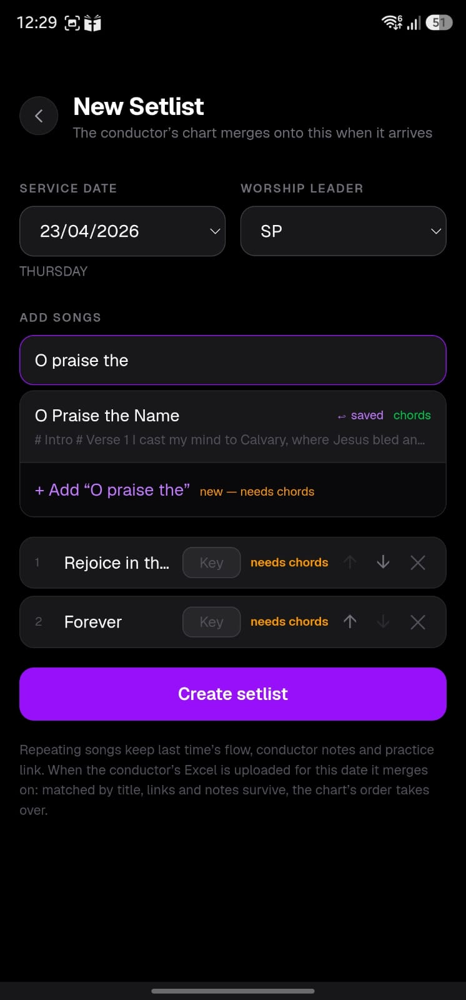 12:29
6
51
New Setlist
The conductor’s chart merges onto this when it arrives
SERVICE DATE
WORSHIP LEADER
23/04/2026
SP
THURSDAY
ADD SONGS
O praise the
O Praise the Name
↩ saved chords
# Intro # Verse 1 I cast my mind to Calvary, where Jesus bled an...
+ Add “O praise the” new — needs chords
1 Rejoice in th... Key needs chords
2 Forever Key needs chords
Create setlist
Repeating songs keep last time’s flow, conductor notes and practice
link. When the conductor’s Excel is uploaded for this date it merges
on: matched by title, links and notes survive, the chart’s order takes
over.